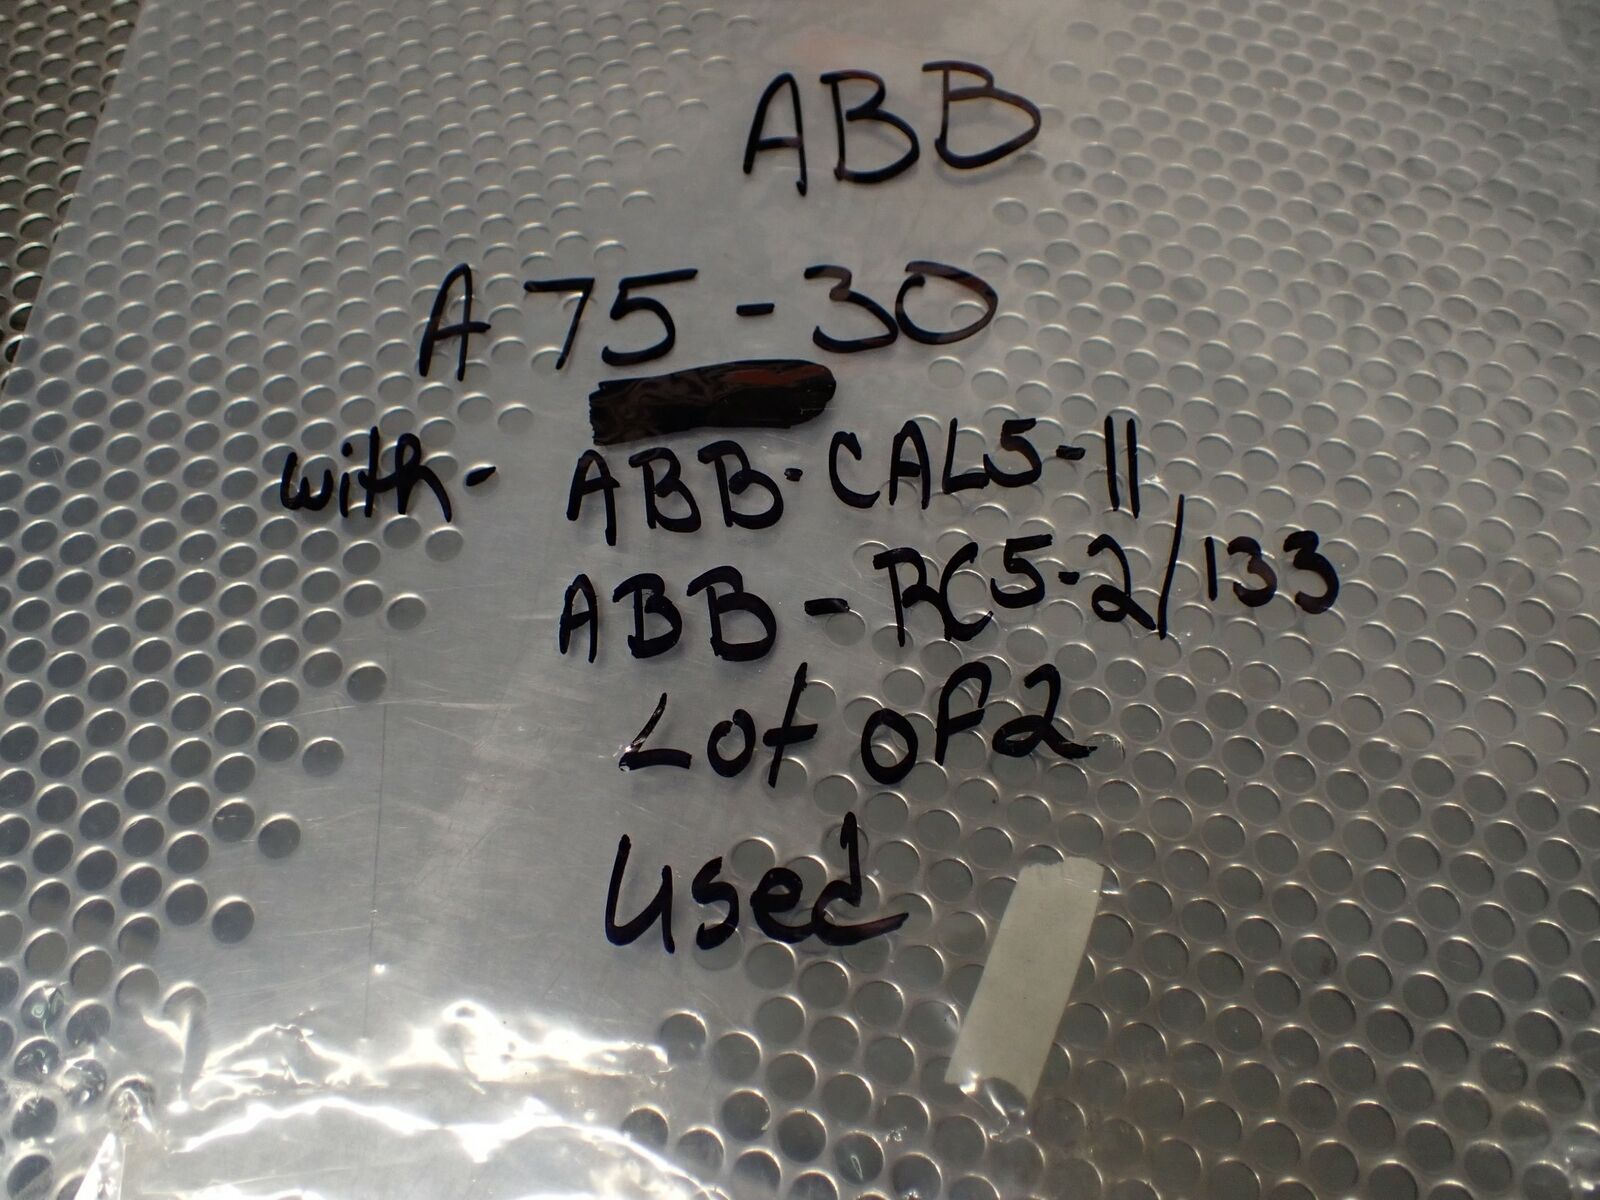 ABB
A75-30
with- ABB-CAL5-11
ABB-RC5-2/133
Lot of 2
Used